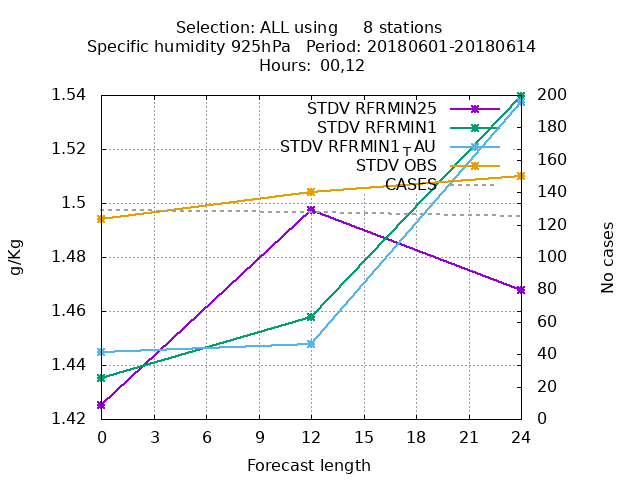 Selection: ALL using     8 stations
Specific humidity 925hPa   Period: 20180601-20180614
Hours: 00,12
STDV RFRMIN25
STDV RFRMIN1
STDV RFRMIN1_TAU
STDV OBS
CASES
1.54
1.52
1.5
1.48
1.46
1.44
1.42
g/Kg
200
180
160
140
120
100
80
60
40
20
0
No cases
0 3 6 9 12 15 18 21 24
Forecast length